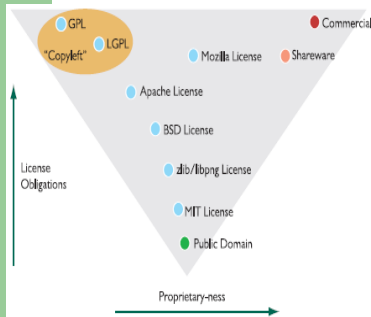 GPL
Commercial
LGPL
"Copyleft"
Mozilla License
Shareware
Apache License
BSD License
License
Obligations
zlib/libpng License
MIT License
Public Domain
Proprietary-ness